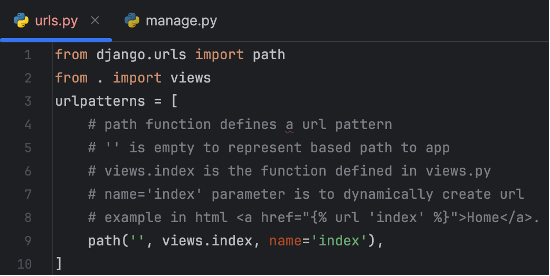 urls.py × manage.py
1 from django.urls import path
2 from . import views
3 urlpatterns = [
4 # path function defines a url pattern
5 # '' is empty to represent based path to app
6 # views.index is the function defined in views.py
7 # name='index' parameter is to dynamically create url
8 # example in html <a href="{% url 'index' %}">Home</a>.
9 path('', views.index, name='index'),
10 ]